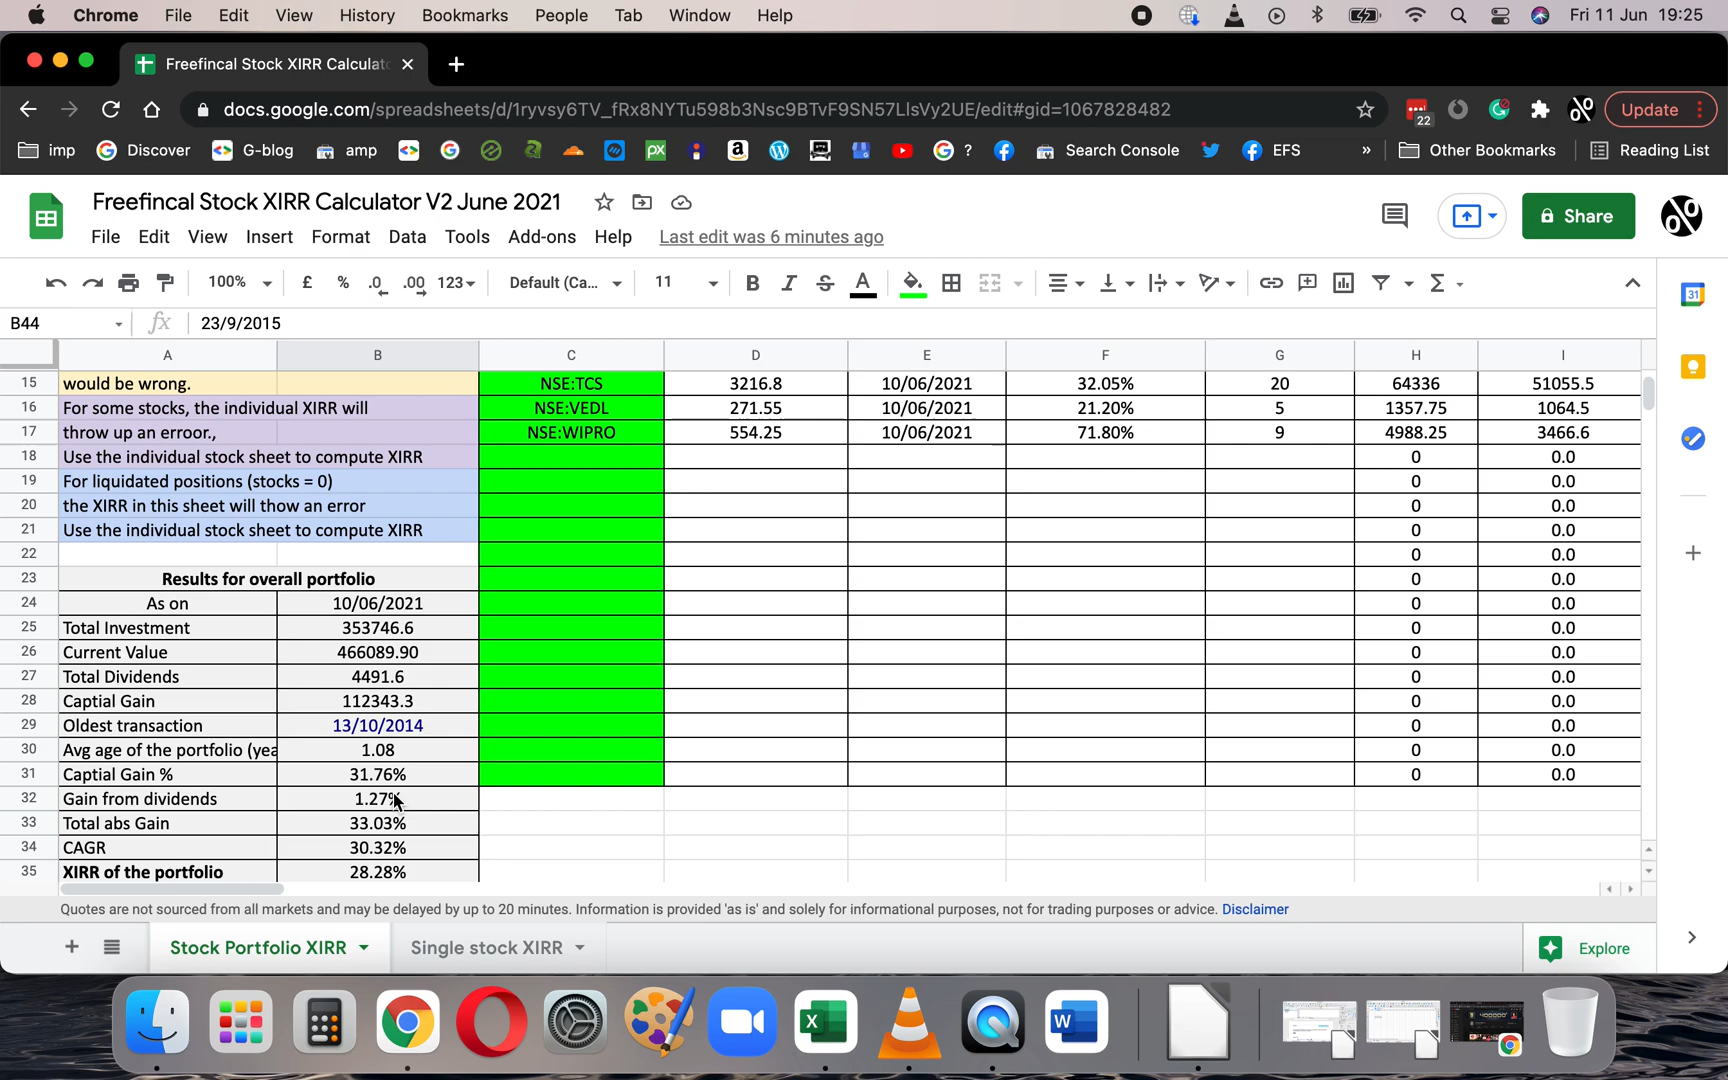 Chrome File Edit View History Bookmarks People Tab Window Help Fri 11 Jun 19:25
Freefincal Stock XIRR Calculat
docs.google.com/spreadsheets/d/1ryvsy6TV_fRx8NYTu598b3Nsc9BTvF9SN57LlsVy2UE/edit#gid=1067828482 22 Update
imp Discover G-blog amp G ? Search Console EFS » Other Bookmarks Reading List
Freefincal Stock XIRR Calculator V2 June 2021 Share
File Edit View Insert Format Data Tools Add-ons Help Last edit was 6 minutes ago
100% £ % .0 .00 123 Default (Ca... 11 B I S A Σ 31
B44 fx 23/9/2015
A B C D E F G H I
15 would be wrong. NSE:TCS 3216.8 10/06/2021 32.05% 20 64336 51055.5
16 For some stocks, the individual XIRR will NSE:VEDL 271.55 10/06/2021 21.20% 5 1357.75 1064.5
17 throw up an erroor., NSE:WIPRO 554.25 10/06/2021 71.80% 9 4988.25 3466.6
18 Use the individual stock sheet to compute XIRR 0 0.0
19 For liquidated positions (stocks = 0) 0 0.0
20 the XIRR in this sheet will thow an error 0 0.0
21 Use the individual stock sheet to compute XIRR 0 0.0
22 0 0.0
23 Results for overall portfolio 0 0.0
24 As on 10/06/2021 0 0.0
25 Total Investment 353746.6 0 0.0
26 Current Value 466089.90 0 0.0
27 Total Dividends 4491.6 0 0.0
28 Captial Gain 112343.3 0 0.0
29 Oldest transaction 13/10/2014 0 0.0
30 Avg age of the portfolio (yea 1.08 0 0.0
31 Captial Gain % 31.76% 0 0.0
32 Gain from dividends 1.27%
33 Total abs Gain 33.03%
34 CAGR 30.32%
35 XIRR of the portfolio 28.28%
Quotes are not sourced from all markets and may be delayed by up to 20 minutes. Information is provided 'as is' and solely for informational purposes, not for trading purposes or advice. Disclaimer
Stock Portfolio XIRR Single stock XIRR Explore